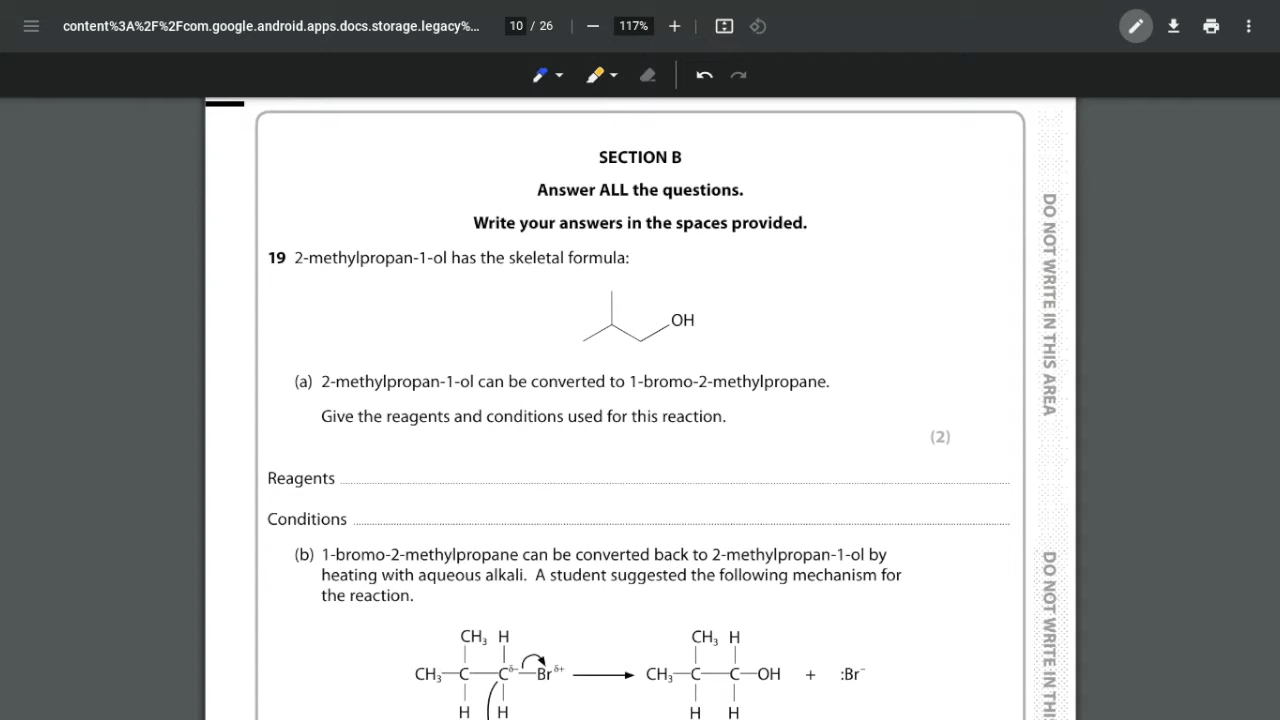 content%3A%2F%2Fcom.google.android.apps.docs.storage.legacy%...
10 / 26
117%
SECTION B
Answer ALL the questions.
Write your answers in the spaces provided.
19 2-methylpropan-1-ol has the skeletal formula:
OH
(a) 2-methylpropan-1-ol can be converted to 1-bromo-2-methylpropane.
Give the reagents and conditions used for this reaction.
(2)
Reagents
Conditions
(b) 1-bromo-2-methylpropane can be converted back to 2-methylpropan-1-ol by
heating with aqueous alkali. A student suggested the following mechanism for
the reaction.
CH₃ H CH₃ H
CH₃—C—C^δ-—Br^δ+ CH₃—C—C—OH + :Br⁻
H H H H
DO NOT WRITE IN THIS AREA
DO NOT WRITE IN THI